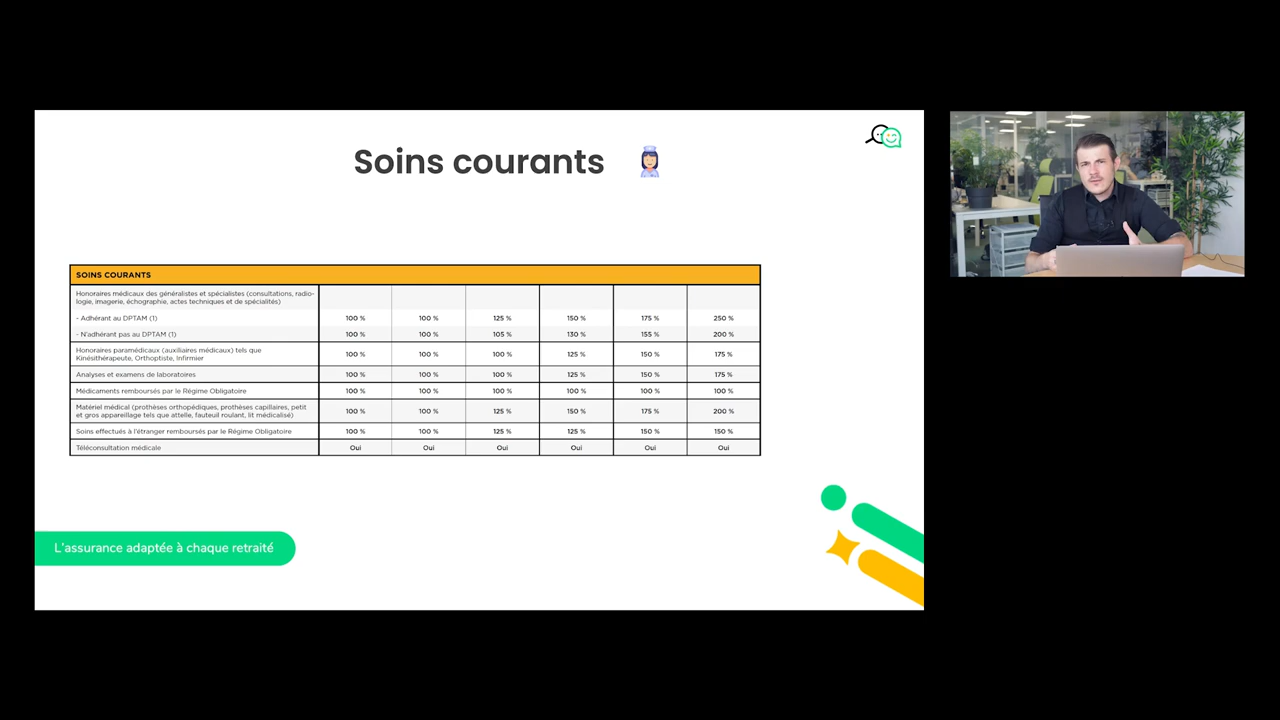 Soins courants
SOINS COURANTS
Honoraires médicaux des généralistes et spécialistes (consultations, radio-
logie, imagerie, échographie, actes techniques et de spécialités)
- Adhérant au DPTAM (1) 100 % 100 % 125 % 150 % 175 % 250 %
- N'adhérant pas au DPTAM (1) 100 % 100 % 105 % 130 % 155 % 200 %
Honoraires paramédicaux (auxiliaires médicaux) tels que
Kinésithérapeute, Orthoptiste, Infirmier 100 % 100 % 100 % 125 % 150 % 175 %
Analyses et examens de laboratoires 100 % 100 % 100 % 125 % 150 % 175 %
Médicaments remboursés par le Régime Obligatoire 100 % 100 % 100 % 100 % 100 % 100 %
Matériel médical (prothèses orthopédiques, prothèses capillaires, petit
et gros appareillage tels que attelle, fauteuil roulant, lit médicalisé) 100 % 100 % 125 % 150 % 175 % 200 %
Soins effectués à l'étranger remboursés par le Régime Obligatoire 100 % 100 % 125 % 125 % 150 % 150 %
Téléconsultation médicale Oui Oui Oui Oui Oui Oui
L'assurance adaptée à chaque retraité